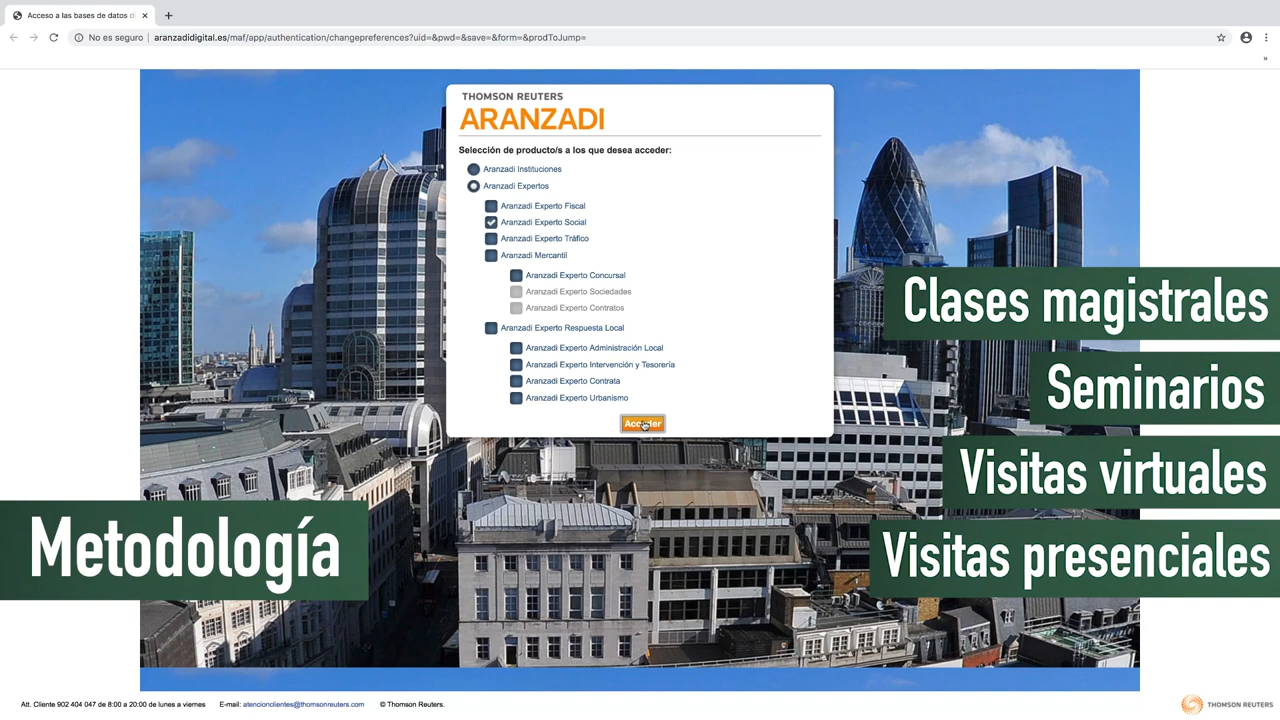 Acceso a las bases de datos
No es seguro
aranzadidigital.es/maf/app/authentication/changepreferences?uid=&pwd=&save=&form=&prodToJump=
THOMSON REUTERS
ARANZADI
Selección de producto/s a los que desea acceder:
Aranzadi Instituciones
Aranzadi Expertos
Aranzadi Experto Fiscal
Aranzadi Experto Social
Aranzadi Experto Tráfico
Aranzadi Mercantil
Aranzadi Experto Concursal
Aranzadi Experto Sociedades
Aranzadi Experto Contratos
Aranzadi Experto Respuesta Local
Aranzadi Experto Administración Local
Aranzadi Experto Intervención y Tesorería
Aranzadi Experto Contrata
Aranzadi Experto Urbanismo
Acceder
Clases magistrales
Seminarios
Visitas virtuales
Visitas presenciales
Metodología
Att. Cliente 902 404 047 de 8:00 a 20:00 de lunes a viernes
E-mail: atencionclientes@thomsonreuters.com
© Thomson Reuters.
THOMSON REUTERS